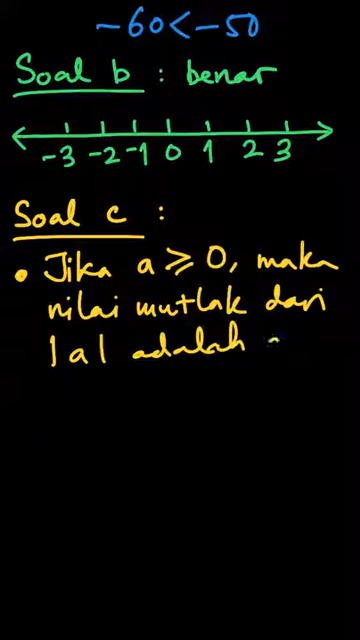 -60 < -50
Soal b : benar
-3 -2 -1 0 1 2 3
Soal c :
• Jika a ≥ 0, maka
nilai mutlak dari
|a| adalah